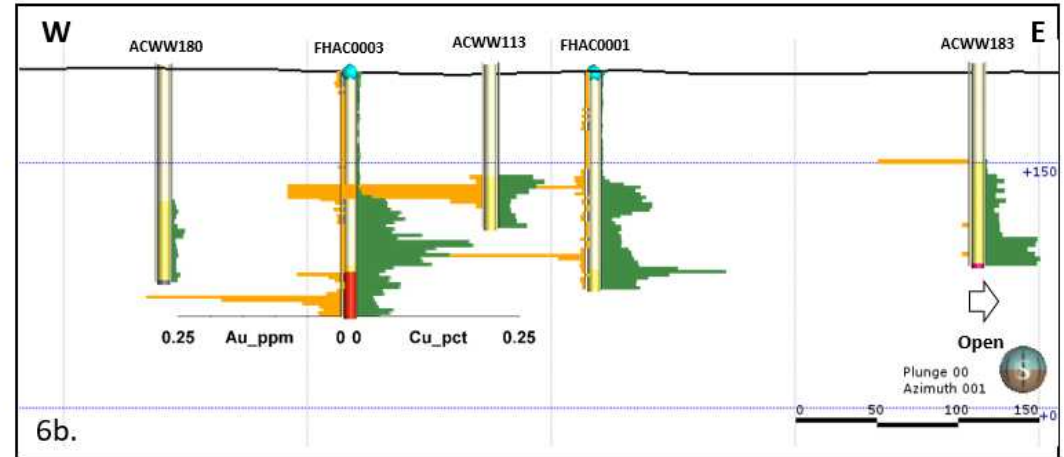 W
E
ACWW180
FHAC0003
ACWW113
FHAC0001
ACWW183
+150
0.25 Au_ppm 0 0 Cu_pct 0.25
Open
Plunge 00
Azimuth 001
S
0 50 100 150
+0
6b.